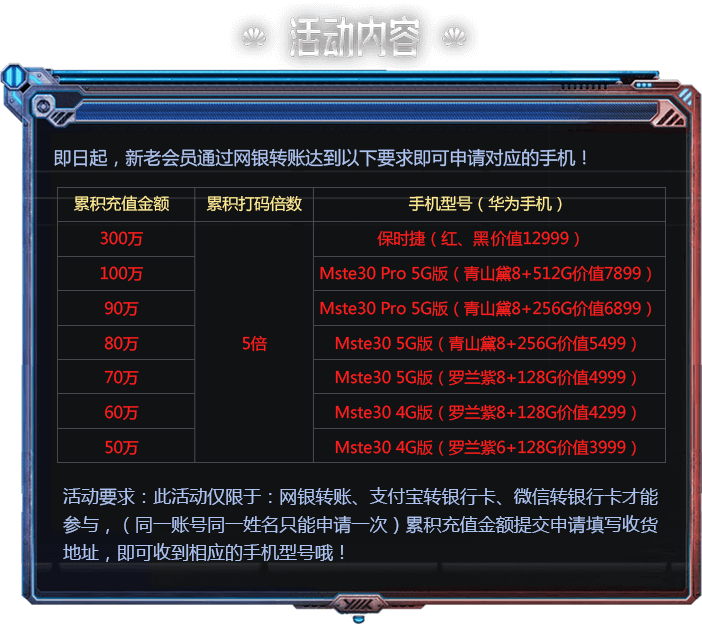 活动内容
即日起，新老会员通过网银转账达到以下要求即可申请对应的手机！
累积充值金额 累积打码倍数 手机型号（华为手机）
300万 保时捷（红、黑价值12999）
100万 Mste30 Pro 5G版（青山黛8+512G价值7899）
90万 Mste30 Pro 5G版（青山黛8+256G价值6899）
80万 5倍 Mste30 5G版（青山黛8+256G价值5499）
70万 Mste30 5G版（罗兰紫8+128G价值4999）
60万 Mste30 4G版（罗兰紫8+128G价值4299）
50万 Mste30 4G版（罗兰紫6+128G价值3999）
活动要求：此活动仅限于：网银转账、支付宝转银行卡、微信转银行卡才能
参与，（同一账号同一姓名只能申请一次）累积充值金额提交申请填写收货
地址，即可收到相应的手机型号哦！